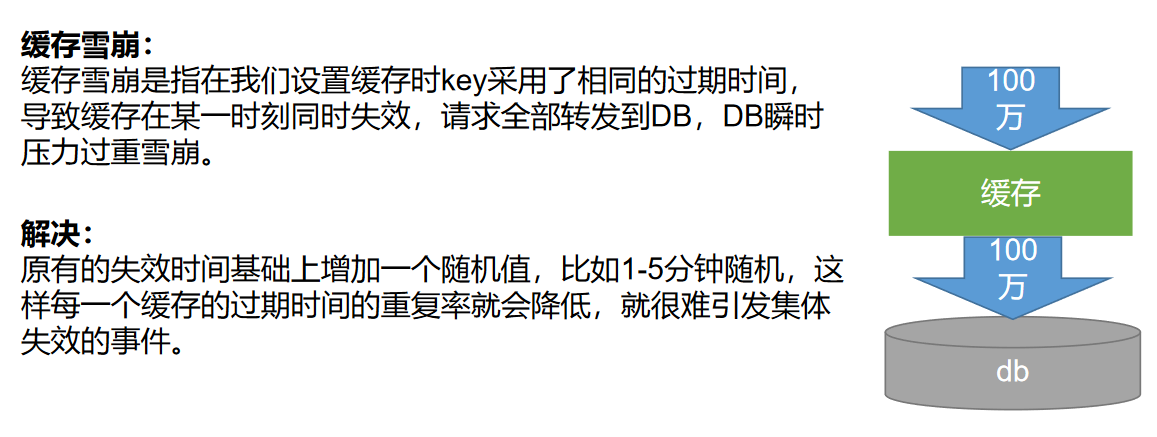 缓存雪崩：
缓存雪崩是指在我们设置缓存时key采用了相同的过期时间，
导致缓存在某一时刻同时失效，请求全部转发到DB，DB瞬时
压力过重雪崩。
解决：
原有的失效时间基础上增加一个随机值，比如1-5分钟随机，这
样每一个缓存的过期时间的重复率就会降低，就很难引发集体
失效的事件。
100
万
缓存
100
万
db